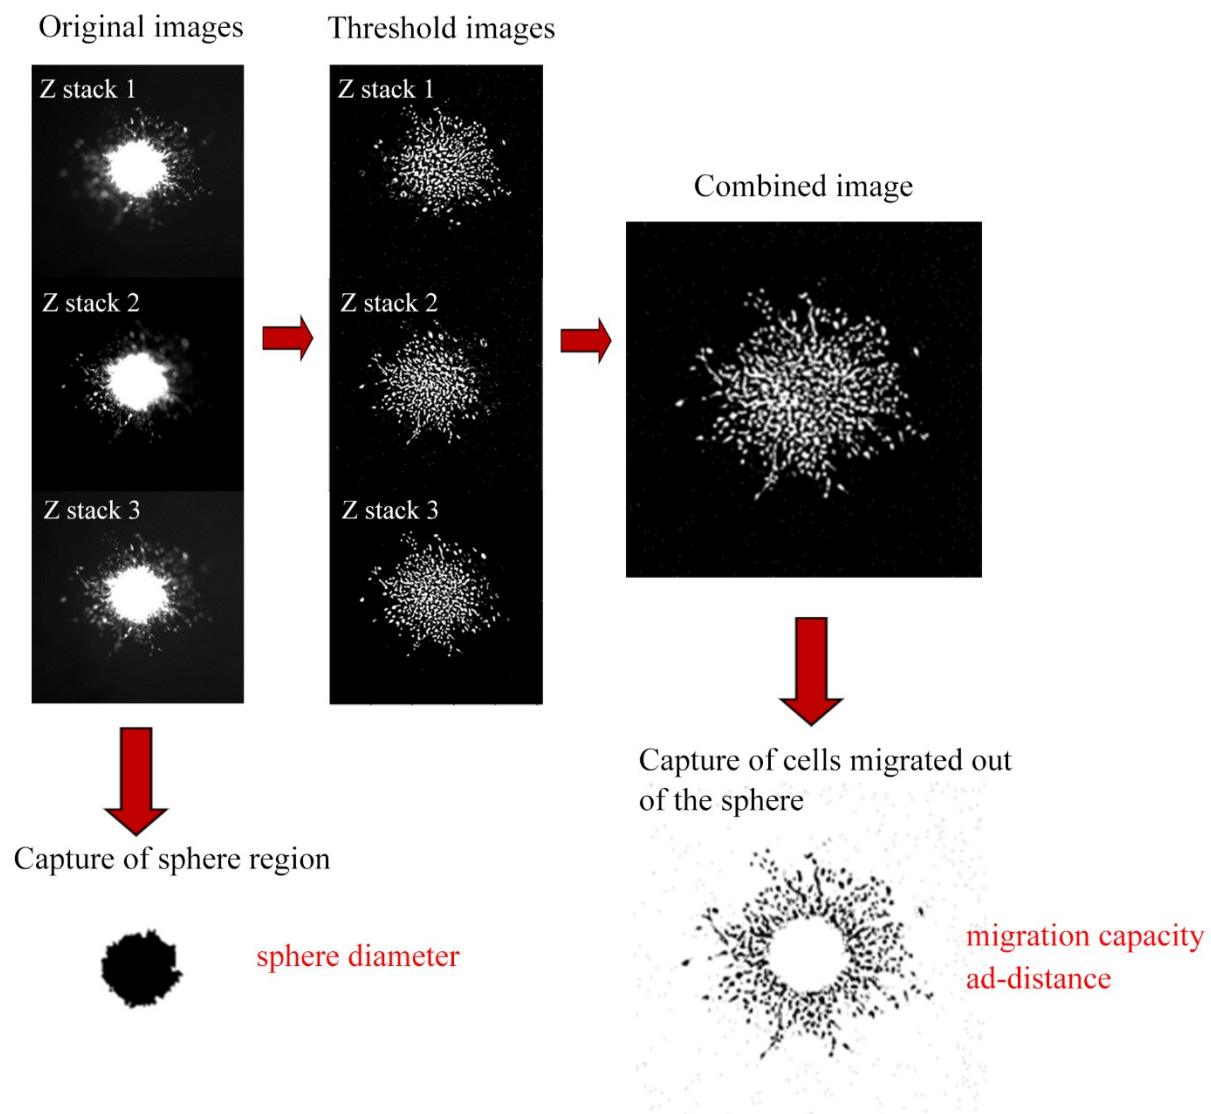 Original images
Threshold images
Z stack 1
Z stack 1
Combined image
Z stack 2
Z stack 2
Z stack 3
Z stack 3
Capture of cells migrated out
of the sphere
Capture of sphere region
sphere diameter
migration capacity
ad-distance